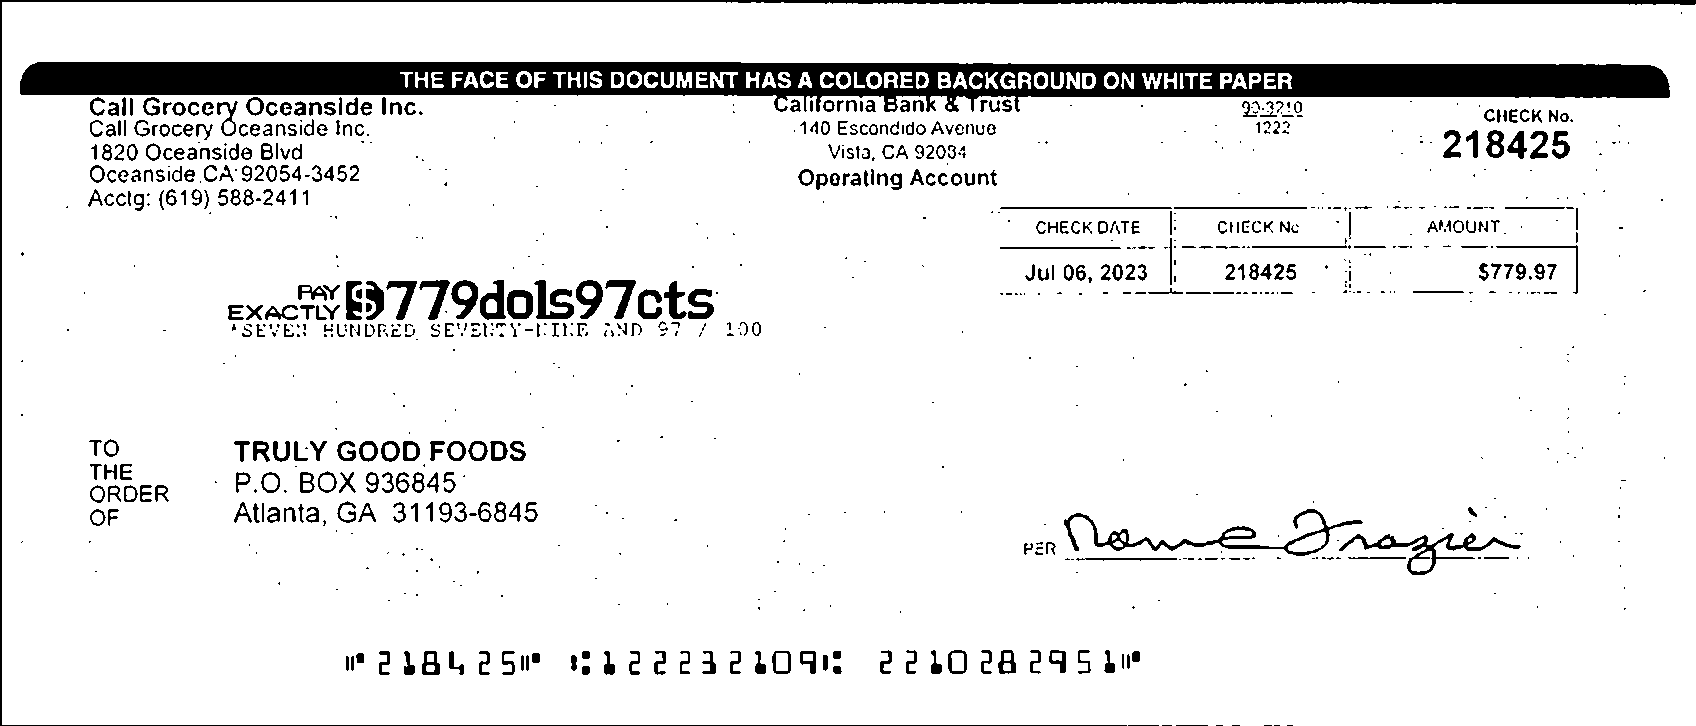 THE FACE OF THIS DOCUMENT HAS A COLORED BACKGROUND ON WHITE PAPER
Call Grocery Oceanside Inc.
Call Grocery Oceanside Inc.
1820 Oceanside Blvd
Oceanside CA 92054-3452
Acctg: (619) 588-2411
California Bank & Trust
140 Escondido Avenue
Vista, CA 92084
Operating Account
90-3210
1222
CHECK No.
218425
CHECK DATE CHECK No AMOUNT
Jul 06, 2023 218425 $779.97
PAY EXACTLY $779dols97cts
*SEVEN HUNDRED SEVENTY-NINE AND 97 / 100
TO
THE
ORDER
OF
TRULY GOOD FOODS
P.O. BOX 936845
Atlanta, GA 31193-6845
PER Frazier
⑈218425⑈ ⑆122232109⑆ 2210282951⑈